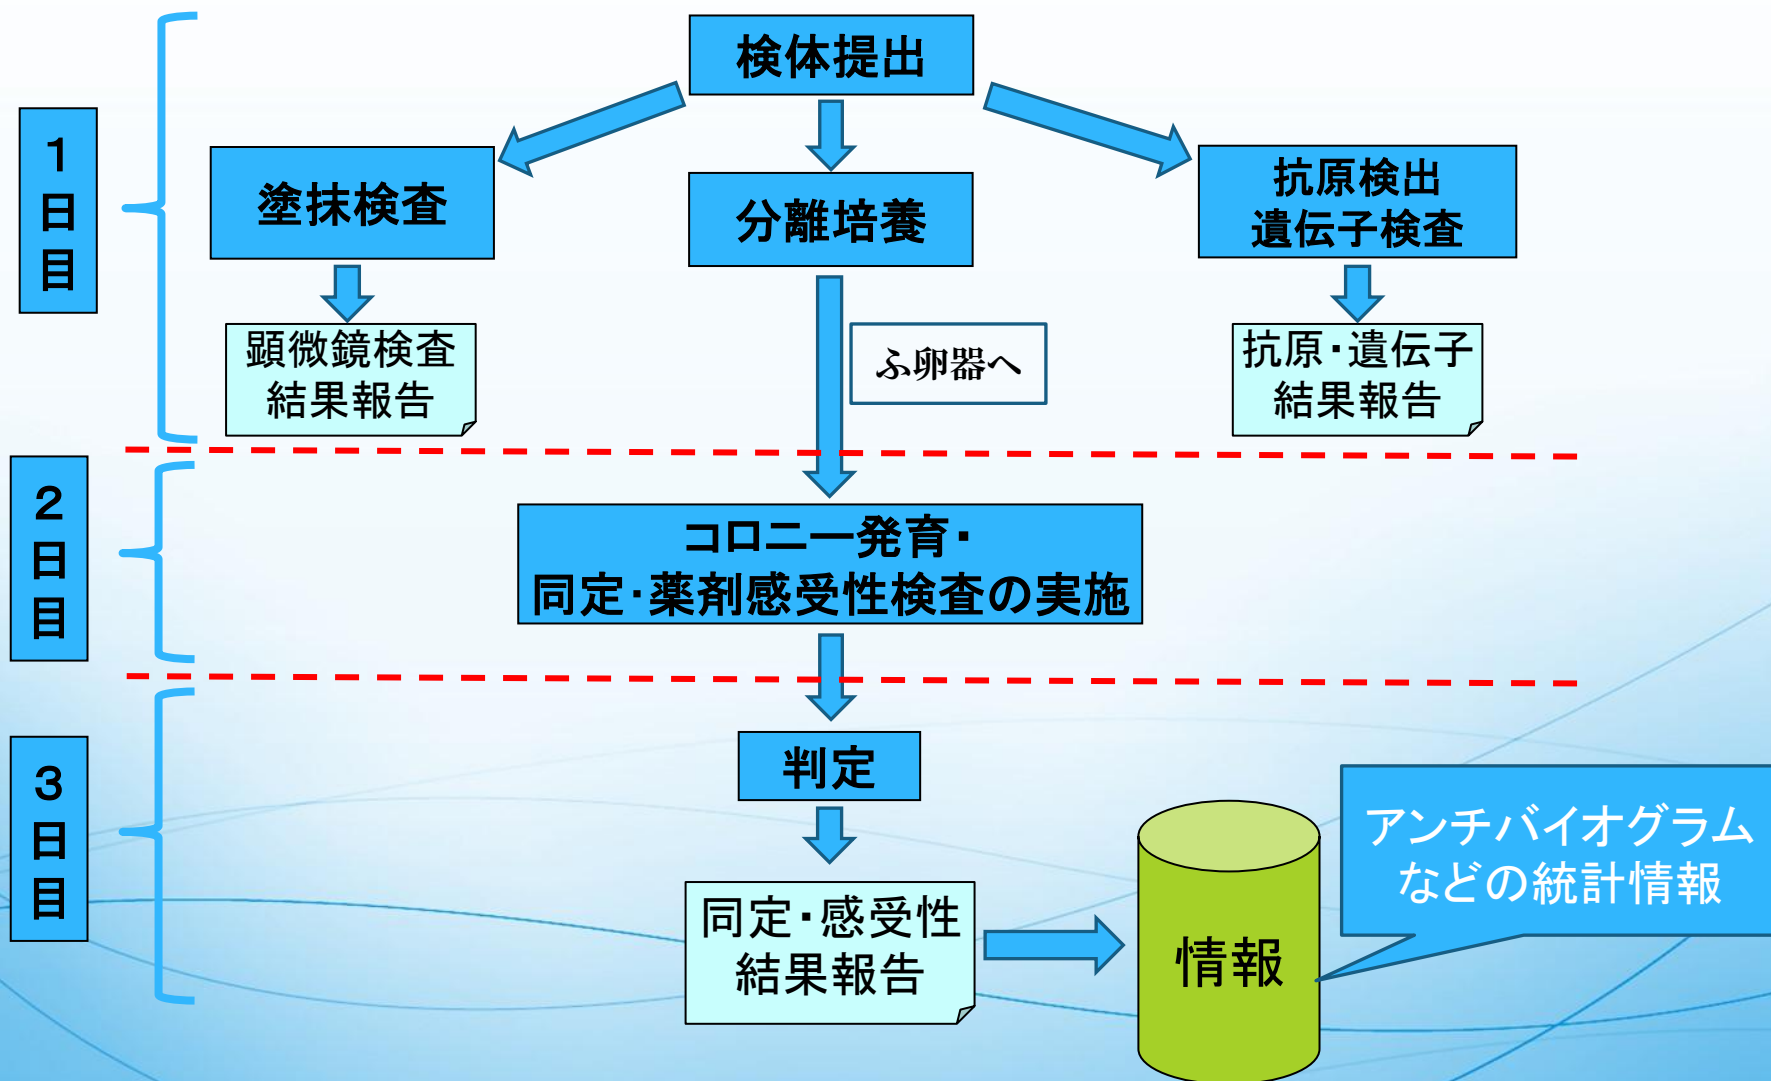 検体提出
1日目
塗抹検査
分離培養
抗原検出
遺伝子検査
顕微鏡検査
結果報告
ふ卵器へ
抗原・遺伝子
結果報告
2日目
コロニー発育・
同定・薬剤感受性検査の実施
3日目
判定
同定・感受性
結果報告
情報
アンチバイオグラム
などの統計情報